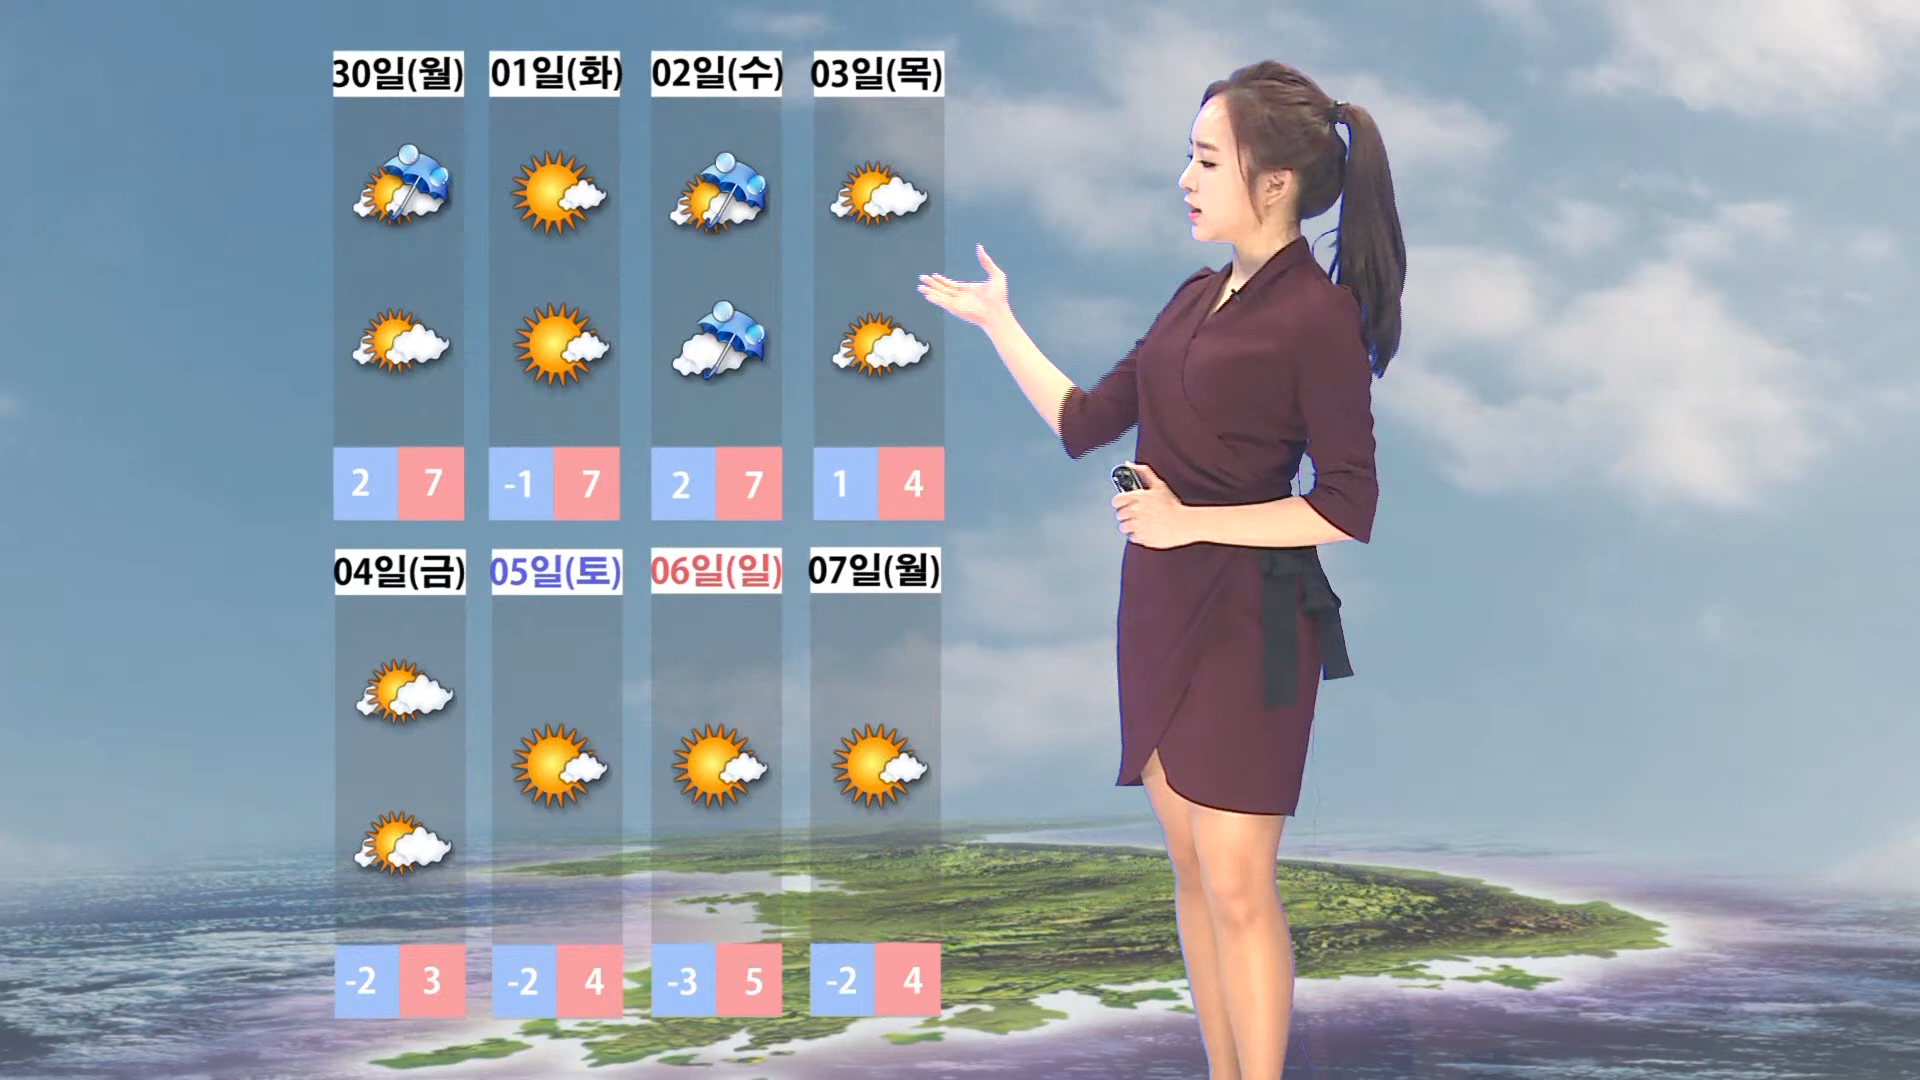 30일(월) 01일(화) 02일(수) 03일(목)
2 7 -1 7 2 7 1 4
04일(금) 05일(토) 06일(일) 07일(월)
-2 3 -2 4 -3 5 -2 4